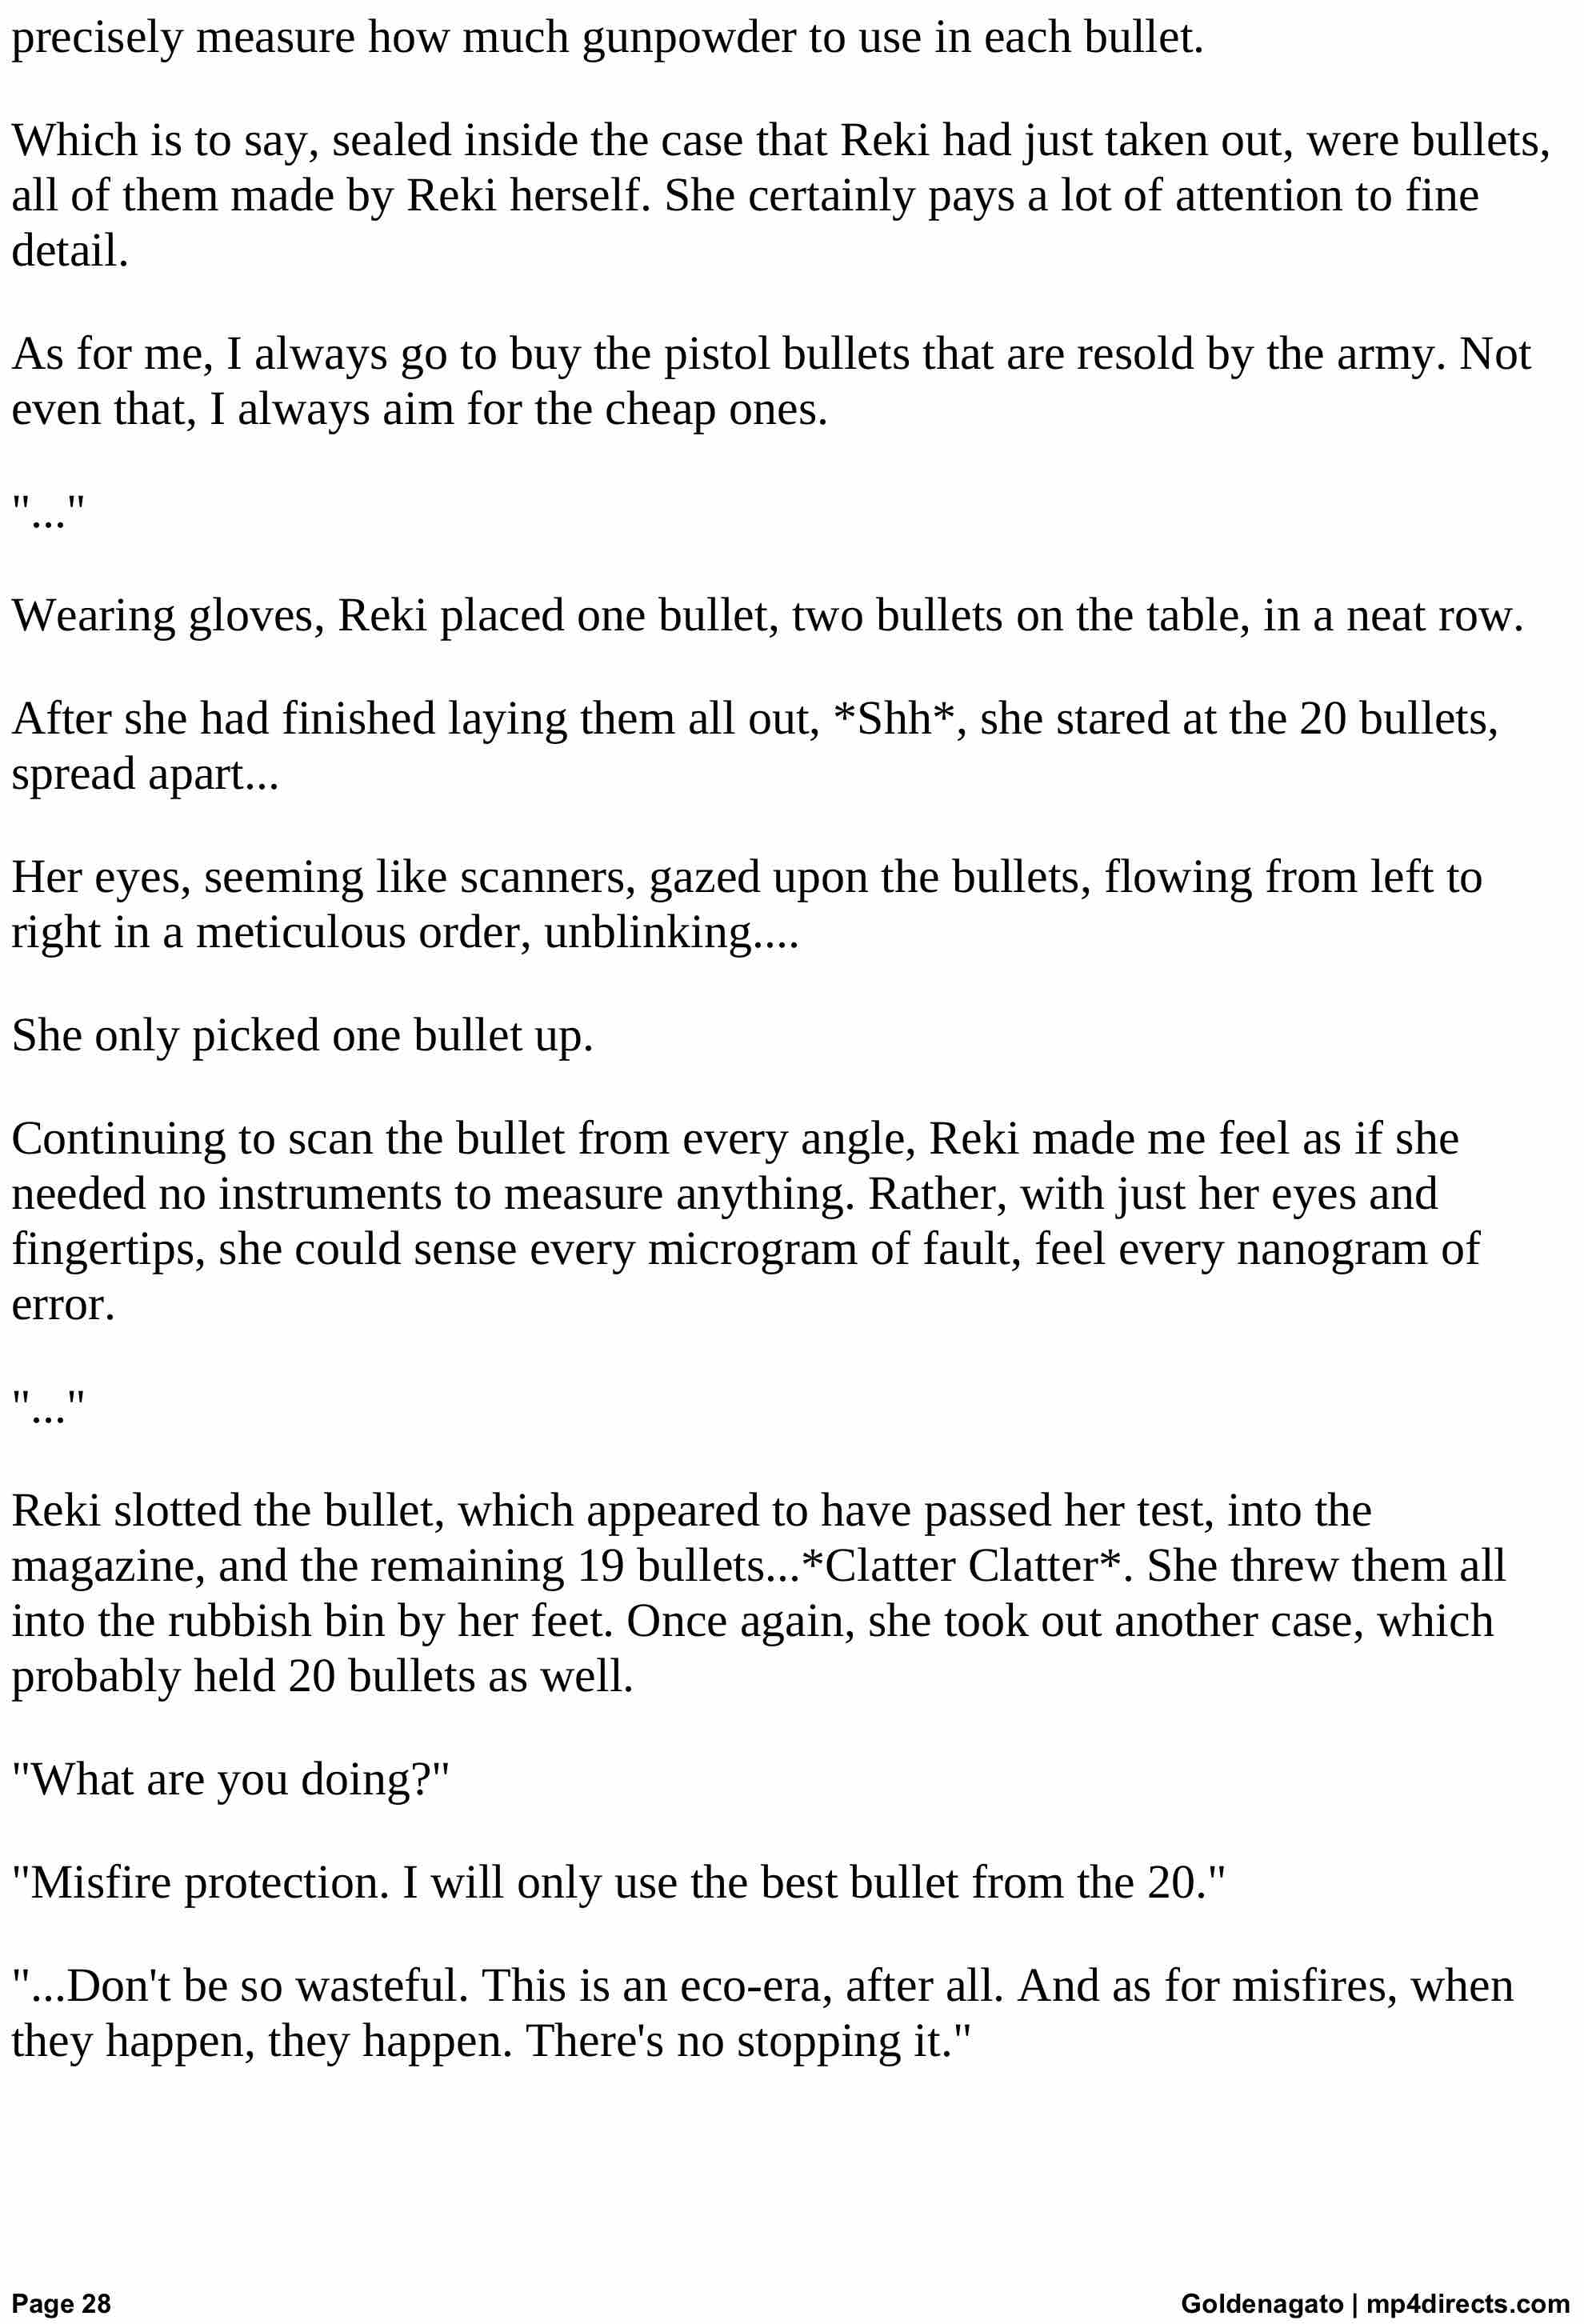 precisely measure how much gunpowder to use in each bullet.
Which is to say, sealed inside the case that Reki had just taken out, were bullets,
all of them made by Reki herself. She certainly pays a lot of attention to fine
detail.
As for me, I always go to buy the pistol bullets that are resold by the army. Not
even that, I always aim for the cheap ones.
"..."
Wearing gloves, Reki placed one bullet, two bullets on the table, in a neat row.
After she had finished laying them all out, *Shh*, she stared at the 20 bullets,
spread apart...
Her eyes, seeming like scanners, gazed upon the bullets, flowing from left to
right in a meticulous order, unblinking....
She only picked one bullet up.
Continuing to scan the bullet from every angle, Reki made me feel as if she
needed no instruments to measure anything. Rather, with just her eyes and
fingertips, she could sense every microgram of fault, feel every nanogram of
error.
"..."
Reki slotted the bullet, which appeared to have passed her test, into the
magazine, and the remaining 19 bullets...*Clatter Clatter*. She threw them all
into the rubbish bin by her feet. Once again, she took out another case, which
probably held 20 bullets as well.
"What are you doing?"
"Misfire protection. I will only use the best bullet from the 20."
"...Don't be so wasteful. This is an eco-era, after all. And as for misfires, when
they happen, they happen. There's no stopping it."
Page 28
Goldenagato | mp4directs.com